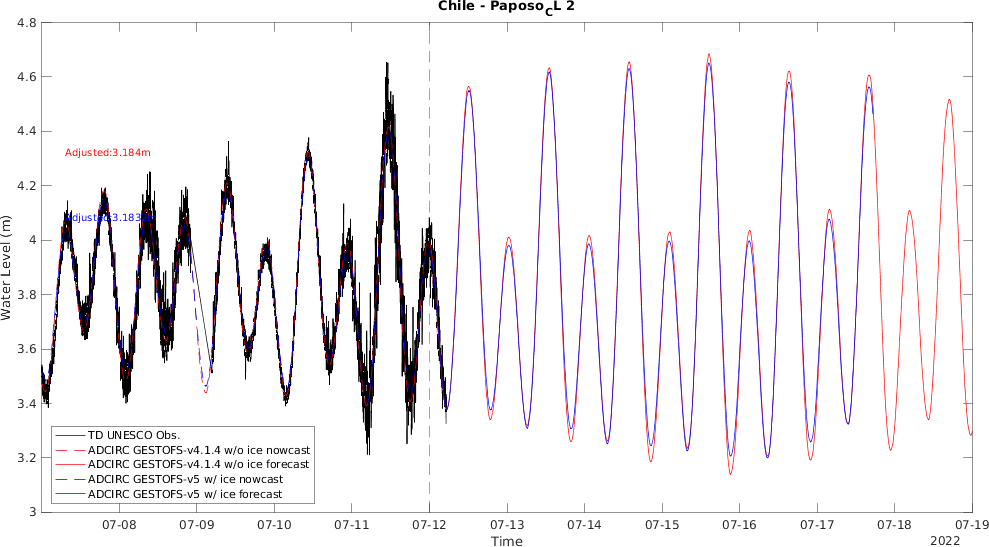 Chile - Paposo_CL 2
4.8
4.6
4.4
4.2
4
3.8
3.6
3.4
3.2
3
Water Level (m)
Adjusted:3.184m
Adjusted:3.183m
TD UNESCO Obs.
ADCIRC GESTOFS-v4.1.4 w/o ice nowcast
ADCIRC GESTOFS-v4.1.4 w/o ice forecast
ADCIRC GESTOFS-v5 w/ ice nowcast
ADCIRC GESTOFS-v5 w/ ice forecast
07-08 07-09 07-10 07-11 07-12 07-13 07-14 07-15 07-16 07-17 07-18 07-19
Time
2022